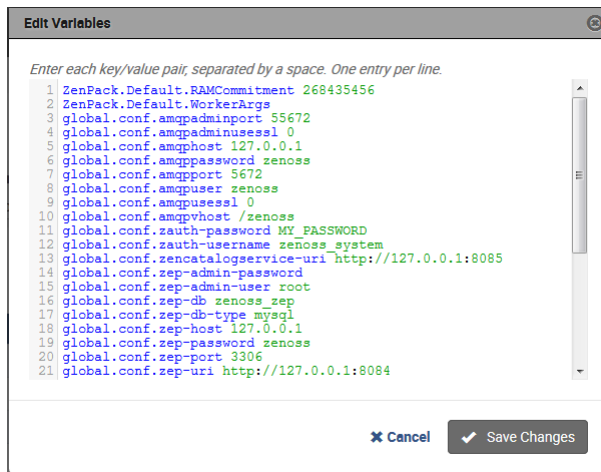 Edit Variables
Enter each key/value pair, separated by a space. One entry per line.
1 ZenPack.Default.RAMCommitment 268435456
2 ZenPack.Default.WorkerArgs
3 global.conf.amqpadminport 55672
4 global.conf.amqpadminusessl 0
5 global.conf.amqphost 127.0.0.1
6 global.conf.amqppassword zenoss
7 global.conf.amqpport 5672
8 global.conf.amqpuser zenoss
9 global.conf.amqpusessl 0
10 global.conf.amqpvhost /zenoss
11 global.conf.zauth-password MY_PASSWORD
12 global.conf.zauth-username zenoss_system
13 global.conf.zencatalogservice-uri http://127.0.0.1:8085
14 global.conf.zep-admin-password
15 global.conf.zep-admin-user root
16 global.conf.zep-db zenoss_zep
17 global.conf.zep-db-type mysql
18 global.conf.zep-host 127.0.0.1
19 global.conf.zep-password zenoss
20 global.conf.zep-port 3306
21 global.conf.zep-uri http://127.0.0.1:8084
Cancel Save Changes